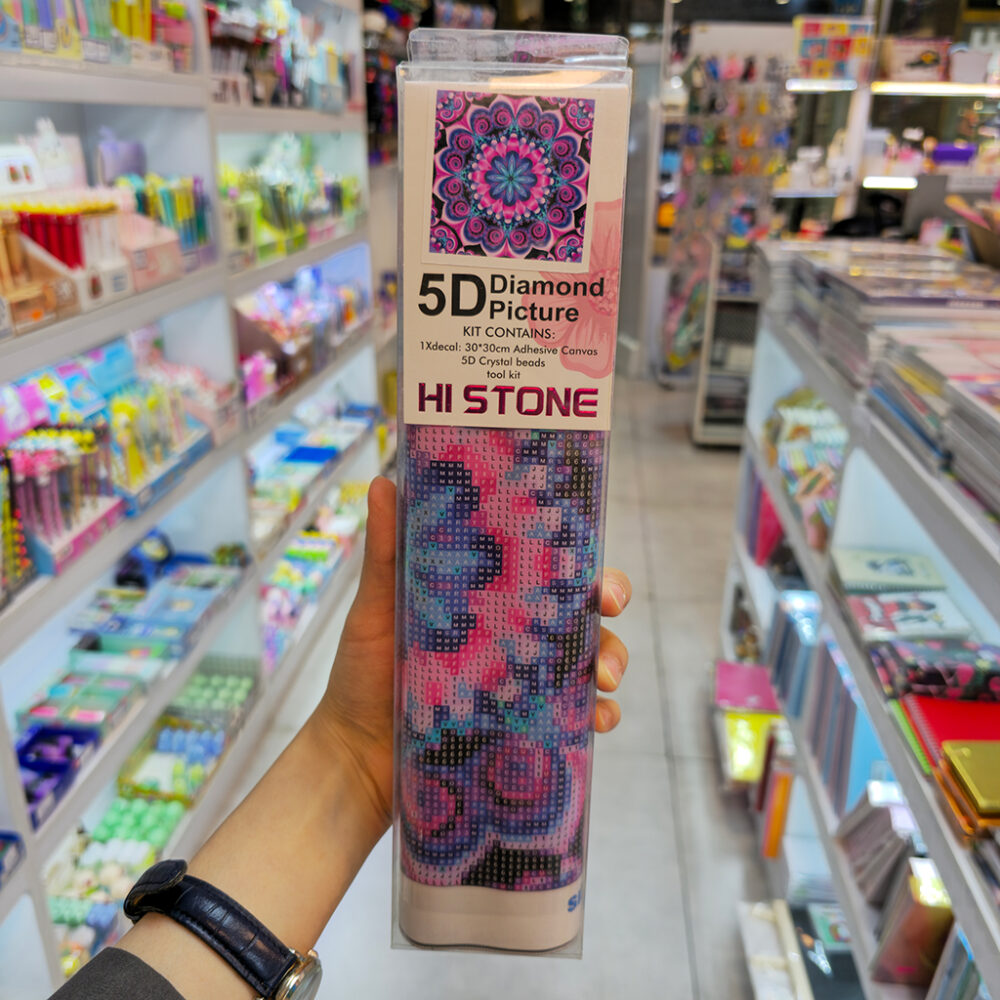 5D Diamond
Picture
KIT CONTAINS:
1Xdecal: 30*30cm Adhesive Canvas
5D Crystal beads
tool kit
HI STONE